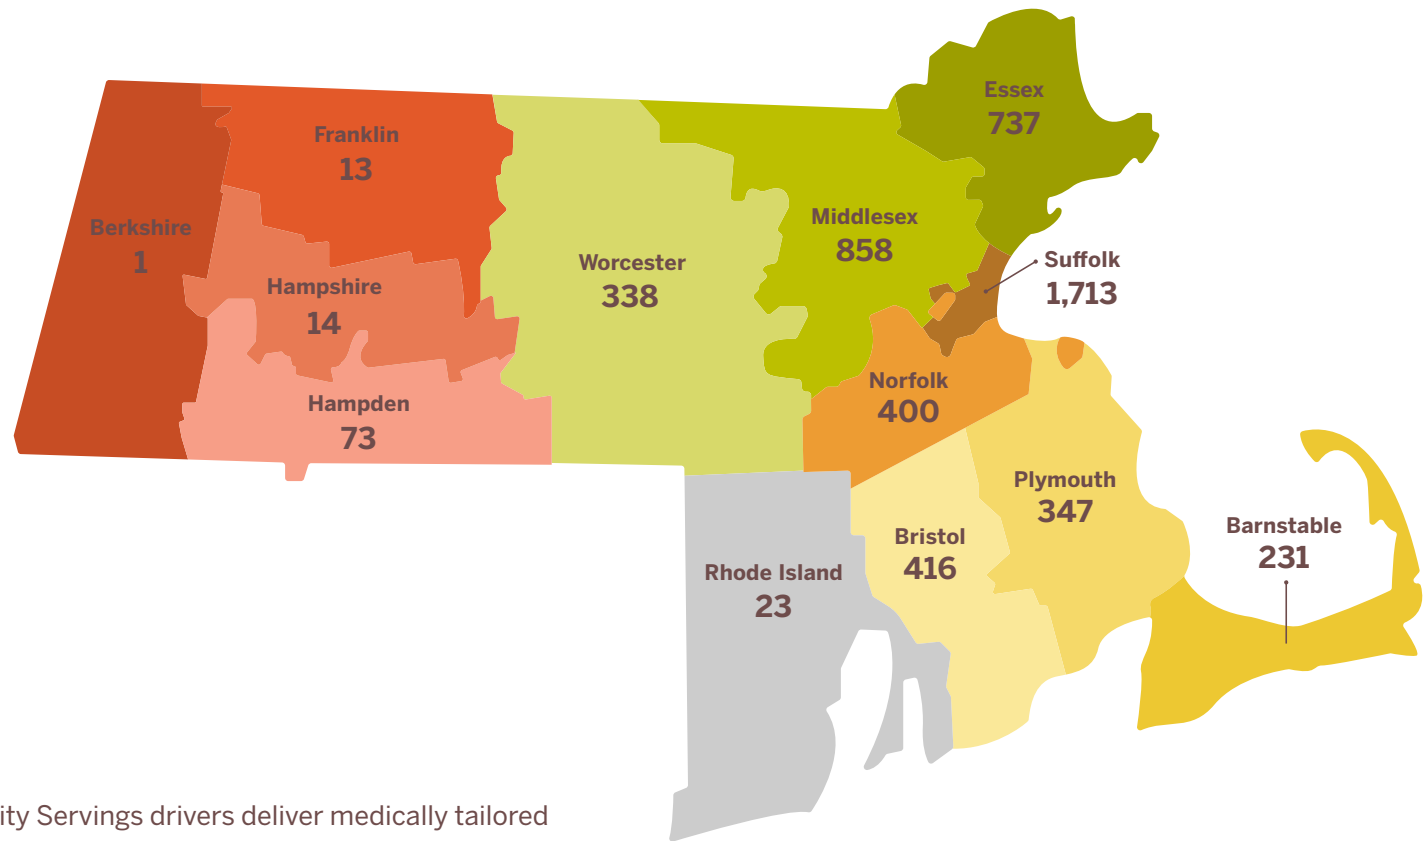 Essex
737
Franklin
13
Middlesex
858
Berkshire
1
Worcester
338
Suffolk
1,713
Hampshire
14
Norfolk
400
Hampden
73
Plymouth
347
Bristol
416
Barnstable
231
Rhode Island
23
ity Servings drivers deliver medically tailored